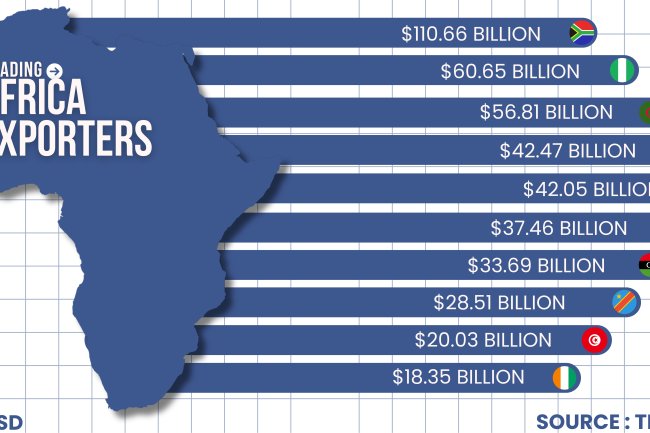 ADING
FRICA
XPORTERS
$110.66 BILLION
$60.65 BILLION
$56.81 BILLION
$42.47 BILLION
$42.05 BILLIO
$37.46 BILLION
$33.69 BILLION
$28.51 BILLION
$20.03 BILLION
$18.35 BILLION
SD
SOURCE : T